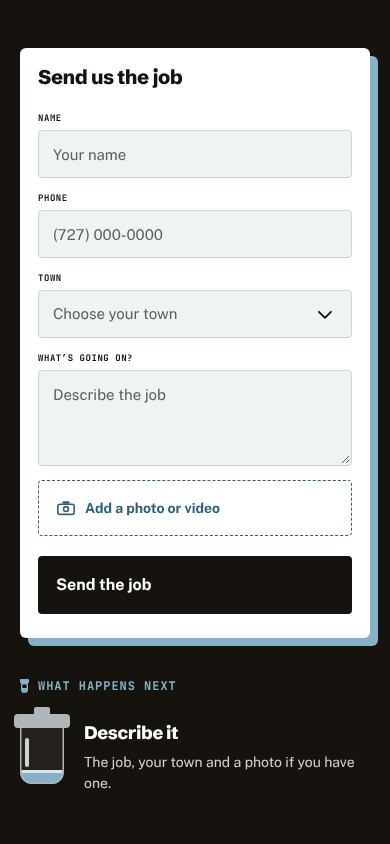 Send us the job
NAME
Your name
PHONE
(727) 000-0000
TOWN
Choose your town
WHAT'S GOING ON?
Describe the job
Add a photo or video
Send the job
WHAT HAPPENS NEXT
Describe it
The job, your town and a photo if you have
one.